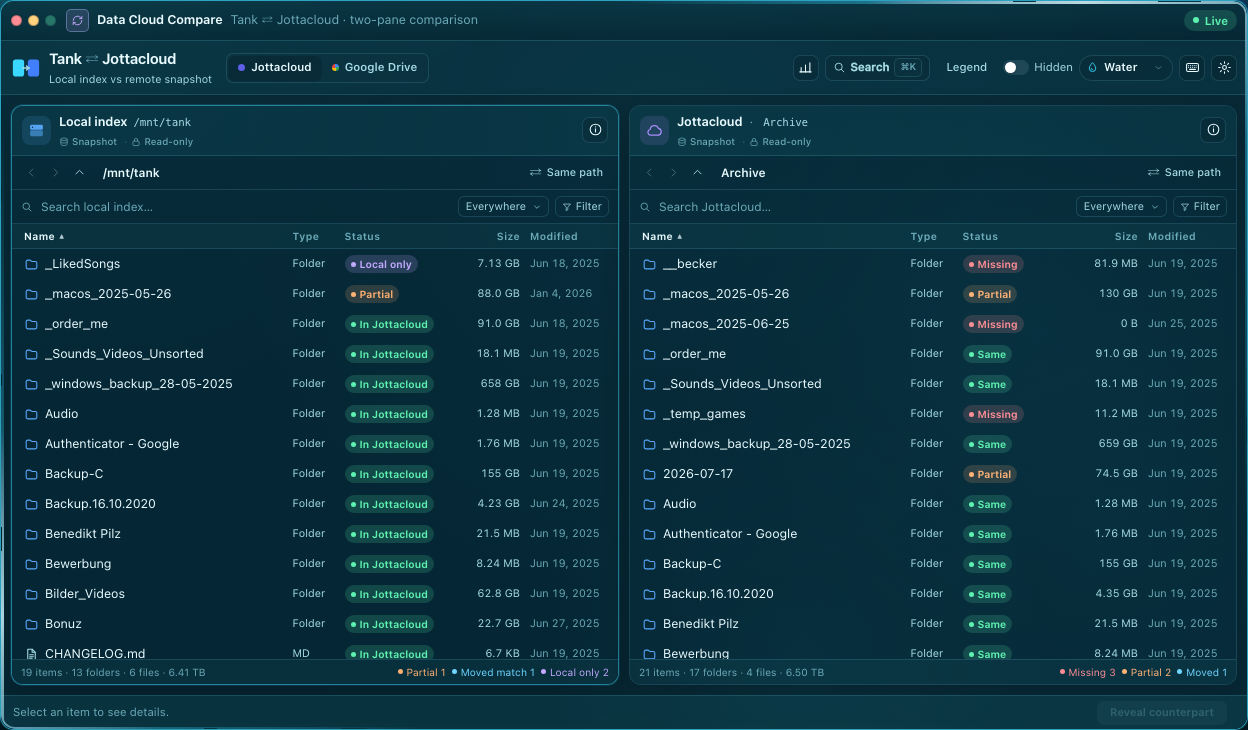 Data Cloud Compare Tank ⇌ Jottacloud · two-pane comparison Live
Tank ⇌ Jottacloud
Local index vs remote snapshot
Jottacloud Google Drive Search ⌘K Legend Hidden Water
Local index /mnt/tank
Snapshot · Read-only
/mnt/tank Same path
Search local index... Everywhere Filter
Name ▲ Type Status Size Modified
_LikedSongs Folder Local only 7.13 GB Jun 18, 2025
_macos_2025-05-26 Folder Partial 88.0 GB Jan 4, 2026
_order_me Folder In Jottacloud 91.0 GB Jun 18, 2025
_Sounds_Videos_Unsorted Folder In Jottacloud 18.1 MB Jun 19, 2025
_windows_backup_28-05-2025 Folder In Jottacloud 658 GB Jun 19, 2025
Audio Folder In Jottacloud 1.28 MB Jun 19, 2025
Authenticator - Google Folder In Jottacloud 1.76 MB Jun 19, 2025
Backup-C Folder In Jottacloud 155 GB Jun 19, 2025
Backup.16.10.2020 Folder In Jottacloud 4.23 GB Jun 24, 2025
Benedikt Pilz Folder In Jottacloud 21.5 MB Jun 19, 2025
Bewerbung Folder In Jottacloud 8.24 MB Jun 19, 2025
Bilder_Videos Folder In Jottacloud 62.8 GB Jun 19, 2025
Bonuz Folder In Jottacloud 22.7 GB Jun 27, 2025
CHANGELOG.md MD In Jottacloud 6.7 KB Jun 19, 2025
19 items · 13 folders · 6 files · 6.41 TB Partial 1 Moved match 1 Local only 2
Jottacloud · Archive
Snapshot · Read-only
Archive Same path
Search Jottacloud... Everywhere Filter
Name ▲ Type Status Size Modified
__becker Folder Missing 81.9 MB Jun 19, 2025
_macos_2025-05-26 Folder Partial 130 GB Jun 19, 2025
_macos_2025-06-25 Folder Missing 0 B Jun 25, 2025
_order_me Folder Same 91.0 GB Jun 19, 2025
_Sounds_Videos_Unsorted Folder Same 18.1 MB Jun 19, 2025
_temp_games Folder Missing 11.2 MB Jun 19, 2025
_windows_backup_28-05-2025 Folder Same 659 GB Jun 19, 2025
2026-07-17 Folder Partial 74.5 GB Jun 19, 2025
Audio Folder Same 1.28 MB Jun 19, 2025
Authenticator - Google Folder Same 1.76 MB Jun 19, 2025
Backup-C Folder Same 155 GB Jun 19, 2025
Backup.16.10.2020 Folder Same 4.35 GB Jun 19, 2025
Benedikt Pilz Folder Same 21.5 MB Jun 19, 2025
Bewerbung Folder Same 8.24 MB Jun 19, 2025
21 items · 17 folders · 4 files · 6.50 TB Missing 3 Partial 2 Moved 1
Select an item to see details. Reveal counterpart